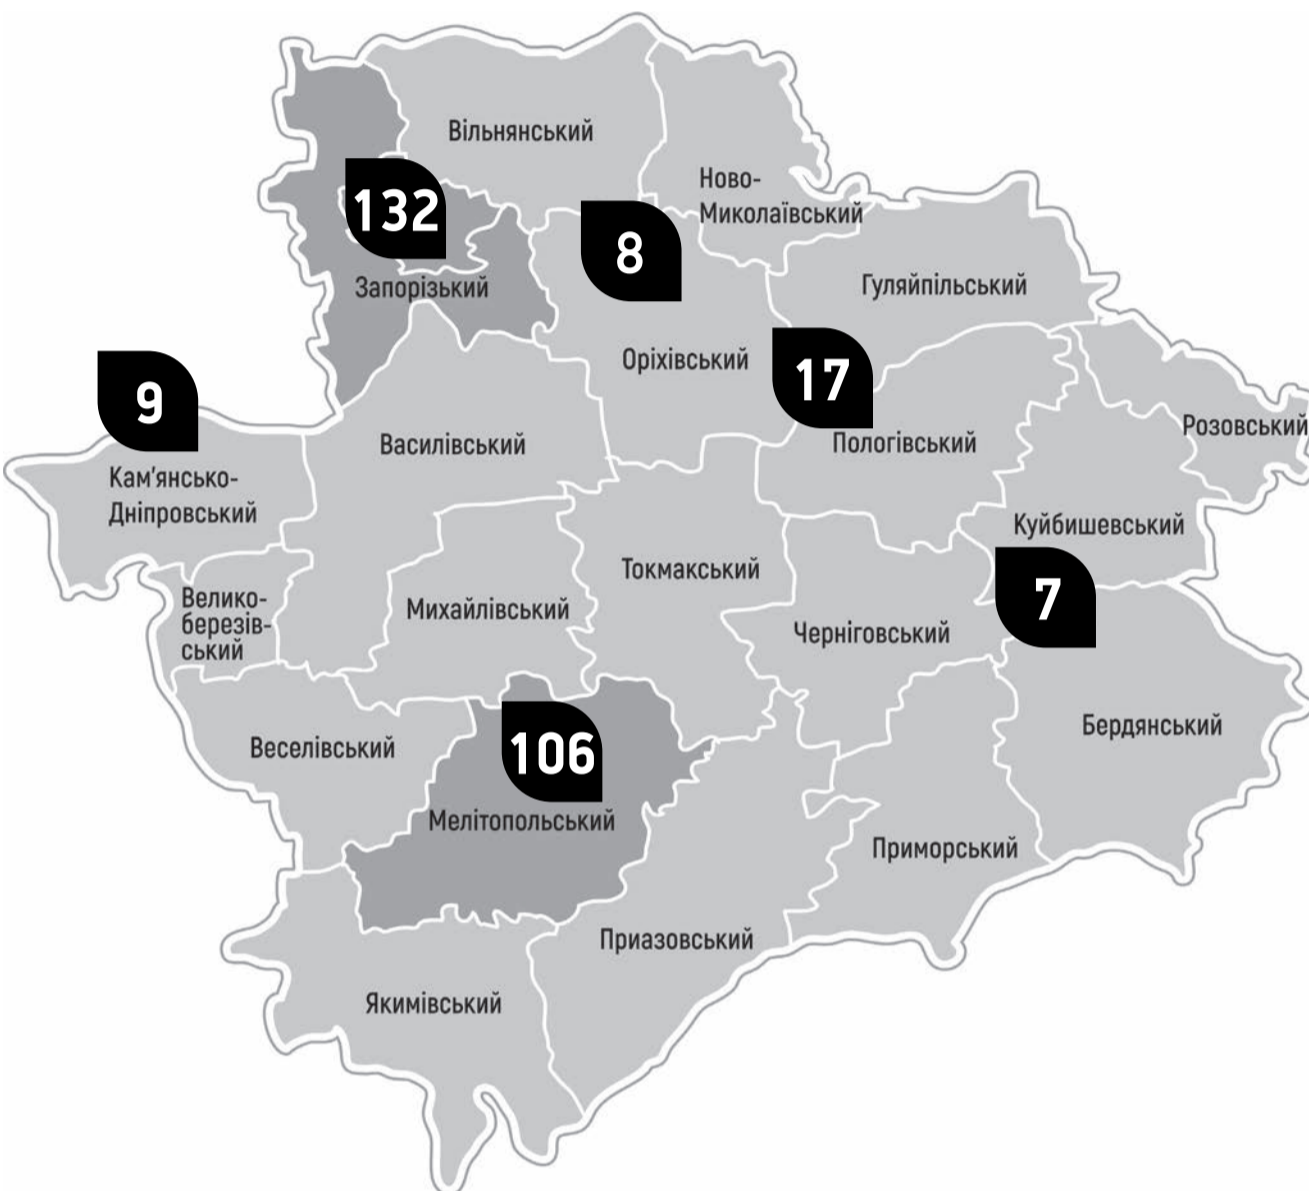 Вільнянський
Ново-
Миколаївський
132
8
Запорізький
Гуляйпільський
Оріхівський
17
9
Розовський
Василівський
Пологівський
Кам'янсько-
Дніпровський
Куйбишевський
Токмакський
7
Велико-
березів-
ський
Михайлівський
Черніговський
Бердянський
Веселівський
106
Мелітопольський
Приморський
Приазовський
Якимівський